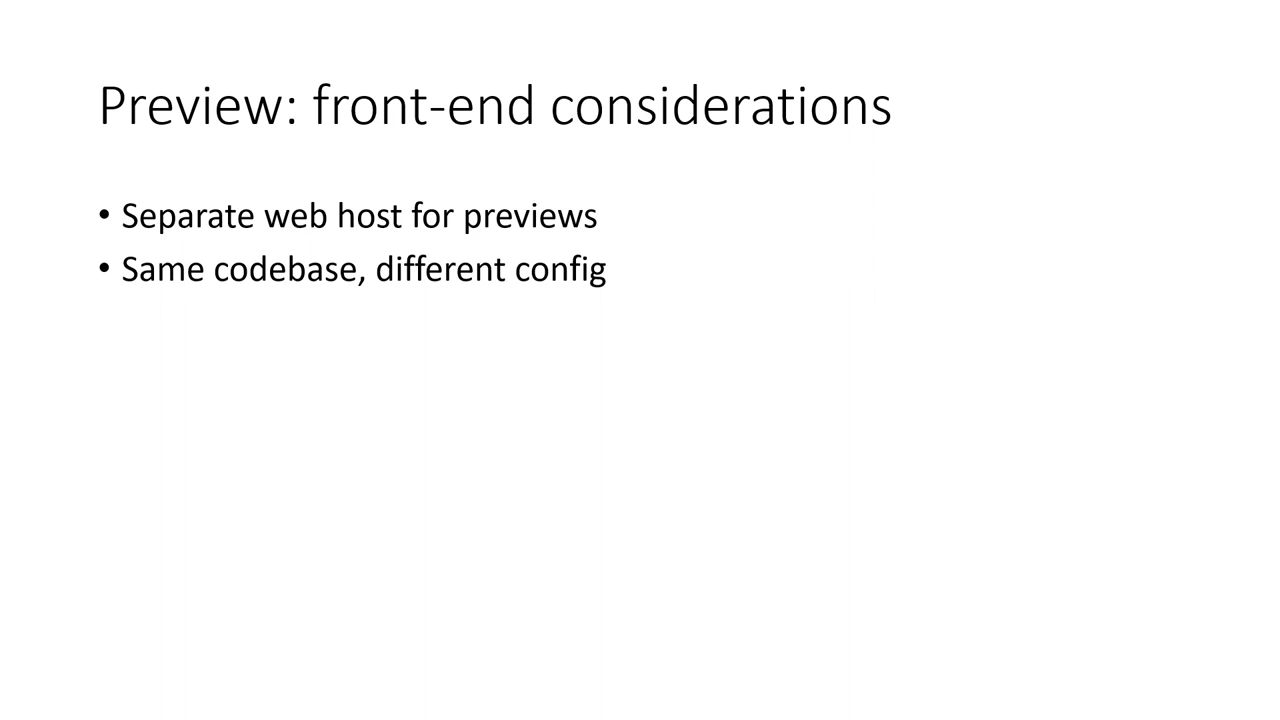 Preview: front-end considerations
• Separate web host for previews
• Same codebase, different config